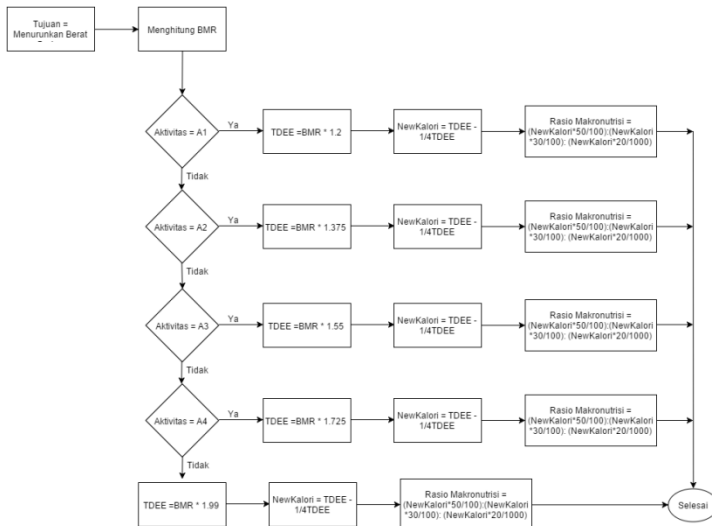 Tujuan =
Menurunkan Berat
Menghitung BMR
Aktivitas = A1
Ya
TDEE =BMR * 1.2
NewKalori = TDEE -
1/4TDEE
Rasio Makronutrisi =
(NewKalori*50/100):(NewKalori
*30/100): (NewKalori*20/1000)
Tidak
Aktivitas = A2
Ya
TDEE =BMR * 1.375
NewKalori = TDEE -
1/4TDEE
Rasio Makronutrisi =
(NewKalori*50/100):(NewKalori
*30/100): (NewKalori*20/1000)
Tidak
Aktivitas = A3
Ya
TDEE =BMR * 1.55
NewKalori = TDEE -
1/4TDEE
Rasio Makronutrisi =
(NewKalori*50/100):(NewKalori
*30/100): (NewKalori*20/1000)
Tidak
Aktivitas = A4
Ya
TDEE =BMR * 1.725
NewKalori = TDEE -
1/4TDEE
Rasio Makronutrisi =
(NewKalori*50/100):(NewKalori
*30/100): (NewKalori*20/1000)
Tidak
TDEE =BMR * 1.99
NewKalori = TDEE -
1/4TDEE
Rasio Makronutrisi =
(NewKalori*50/100):(NewKalori
*30/100): (NewKalori*20/1000)
Selesai